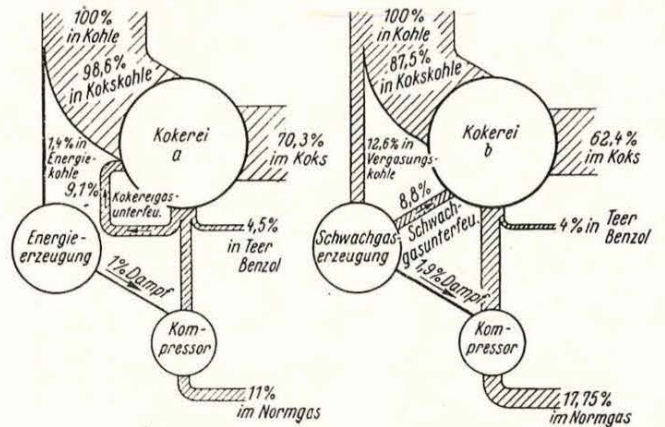 100%
in Kohle
98,6%
in Kokskohle
Kokerei
a
70,3%
im Koks
1,4% in
Energie-
kohle
9,1%
Kokereigas-
unterfeu.
4,5%
in Teer
Benzol
Energie-
erzeugung
1% Dampf
Kom-
pressor
11%
im Normgas
100%
in Kohle
87,5%
in Kokskohle
Kokerei
b
62,4%
im Koks
12,6% in
Vergasungs-
kohle
8,8%
Schwach-
gasunterfeu.
4% in Teer
Benzol
Schwachgas-
erzeugung
1,9% Dampf
Kom-
pressor
17,75%
im Normgas